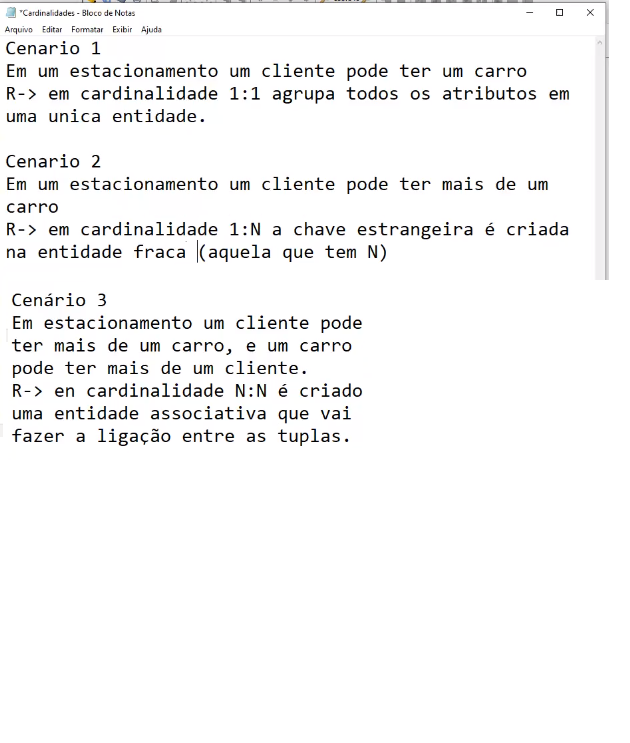 *Cardinalidades - Bloco de Notas
Arquivo Editar Formatar Exibir Ajuda
Cenario 1
Em um estacionamento um cliente pode ter um carro
R-> em cardinalidade 1:1 agrupa todos os atributos em
uma unica entidade.
Cenario 2
Em um estacionamento um cliente pode ter mais de um
carro
R-> em cardinalidade 1:N a chave estrangeira é criada
na entidade fraca (aquela que tem N)
Cenário 3
Em estacionamento um cliente pode
ter mais de um carro, e um carro
pode ter mais de um cliente.
R-> en cardinalidade N:N é criado
uma entidade associativa que vai
fazer a ligação entre as tuplas.